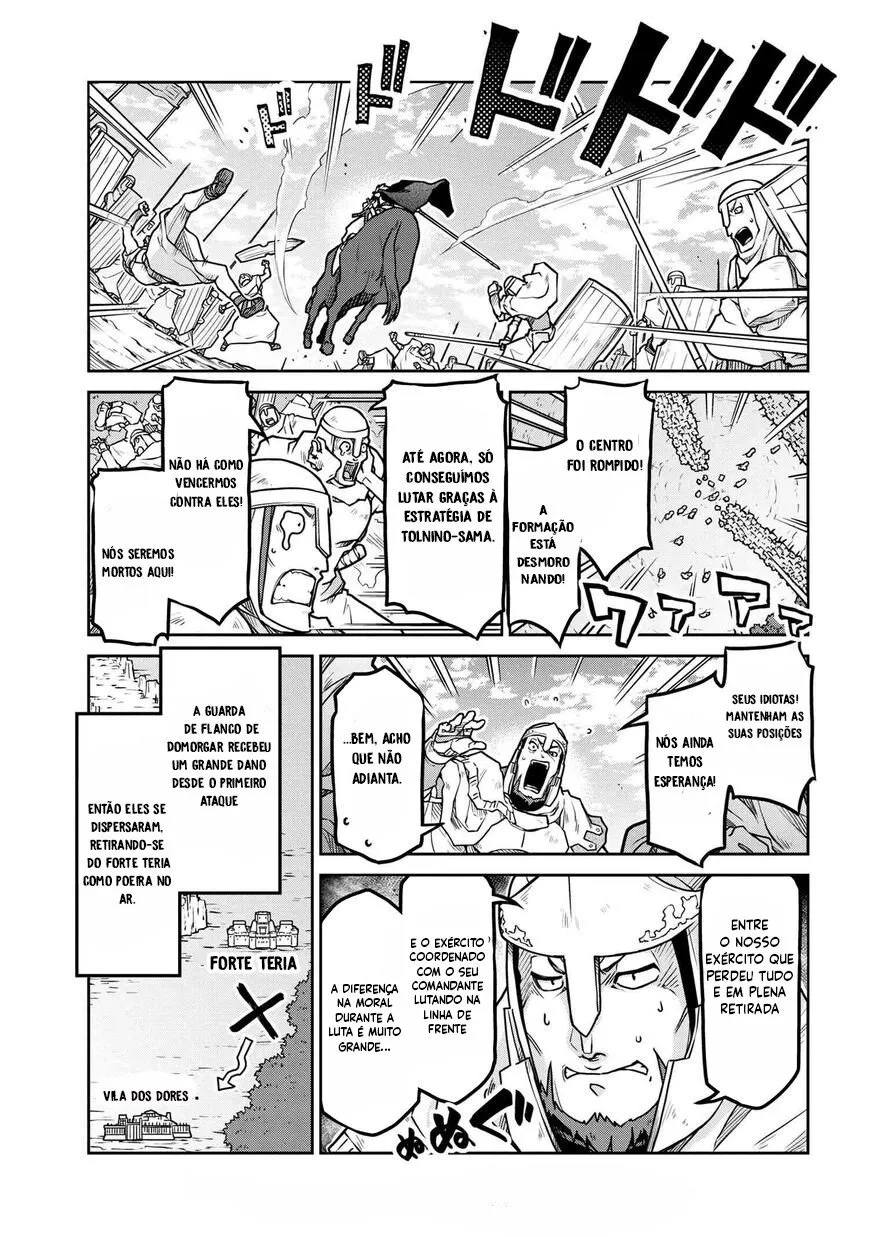 ド
ド
ド
ド
ド
O CENTRO
FOI ROMPIDO!
A
FORMAÇÃO
ESTÁ
DESMORO
NANDO!
ワァァァ
ATÉ AGORA, SÓ
CONSEGUÍMOS
LUTAR GRAÇAS À
ESTRATÉGIA DE
TOLNINO-SAMA.
NÃO HÁ COMO
VENCERMOS
CONTRA ELES!
NÓS SEREMOS
MORTOS AQUI!
SEUS IDIOTAS!
MANTENHAM AS
SUAS POSIÇÕES
NÓS AINDA
TEMOS
ESPERANÇA!
...BEM, ACHO
QUE NÃO
ADIANTA.
A GUARDA
DE FLANCO DE
DOMORGAR RECEBEU
UM GRANDE DANO
DESDE O PRIMEIRO
ATAQUE
ENTÃO ELES SE
DISPERSARAM,
RETIRANDO-SE
DO FORTE TERIA
COMO POEIRA NO
AR.
FORTE TERIA
VILA DOS DORES
ENTRE
O NOSSO
EXÉRCITO QUE
PERDEU TUDO
E EM PLENA
RETIRADA
E O EXÉRCITO
COORDENADO
COM O SEU
COMANDANTE
LUTANDO NA
LINHA DE
FRENTE
A DIFERENÇA
NA MORAL
DURANTE A
LUTA É MUITO
GRANDE...
ぬぬぐ